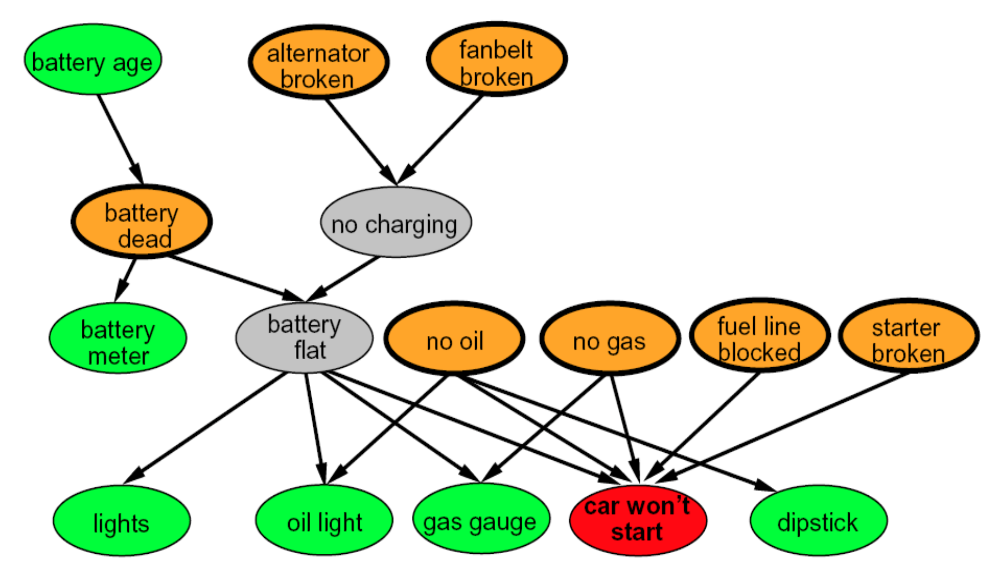 battery age
alternator
broken
fanbelt
broken
battery
dead
no charging
battery
meter
battery
flat
no oil
no gas
fuel line
blocked
starter
broken
lights
oil light
gas gauge
car won’t
start
dipstick